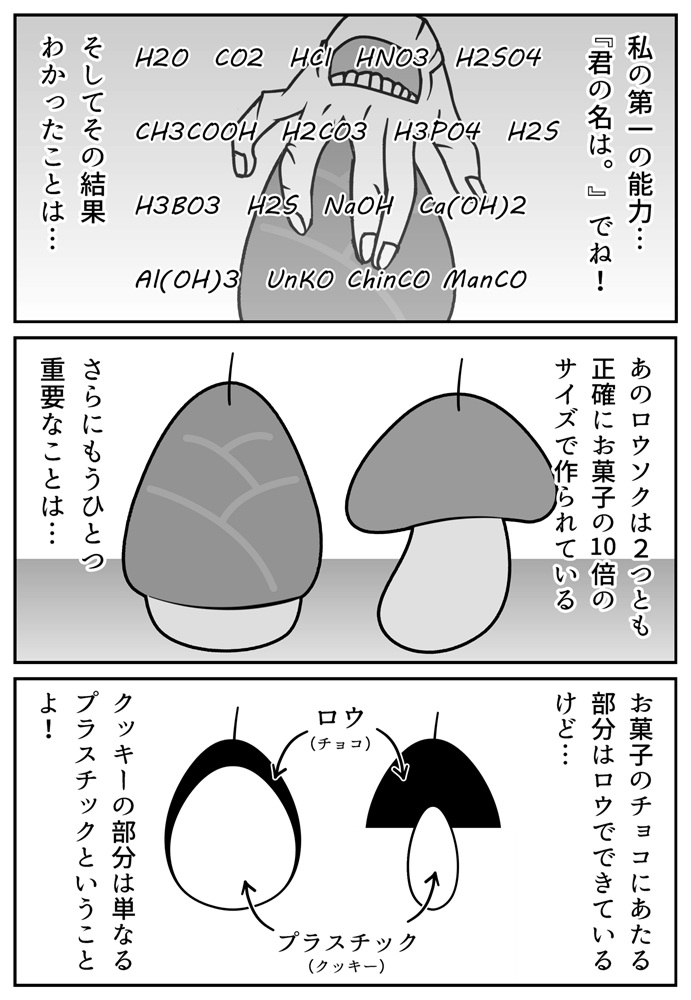 私の第一の能力…
『君の名は。』でね！
H2O CO2 HCl HNO3 H2SO4
CH3COOH H2CO3 H3PO4 H2S
H3BO3 H2S NaOH Ca(OH)2
Al(OH)3 UnKO ChinCO ManCO
そしてその結果
わかったことは…
あのロウソクは２つとも
正確にお菓子の10倍の
サイズで作られている
さらにもうひとつ
重要なことは…
お菓子のチョコにあたる
部分はロウでできている
けど…
ロウ
（チョコ）
プラスチック
（クッキー）
クッキーの部分は単なる
プラスチックということ
よ！